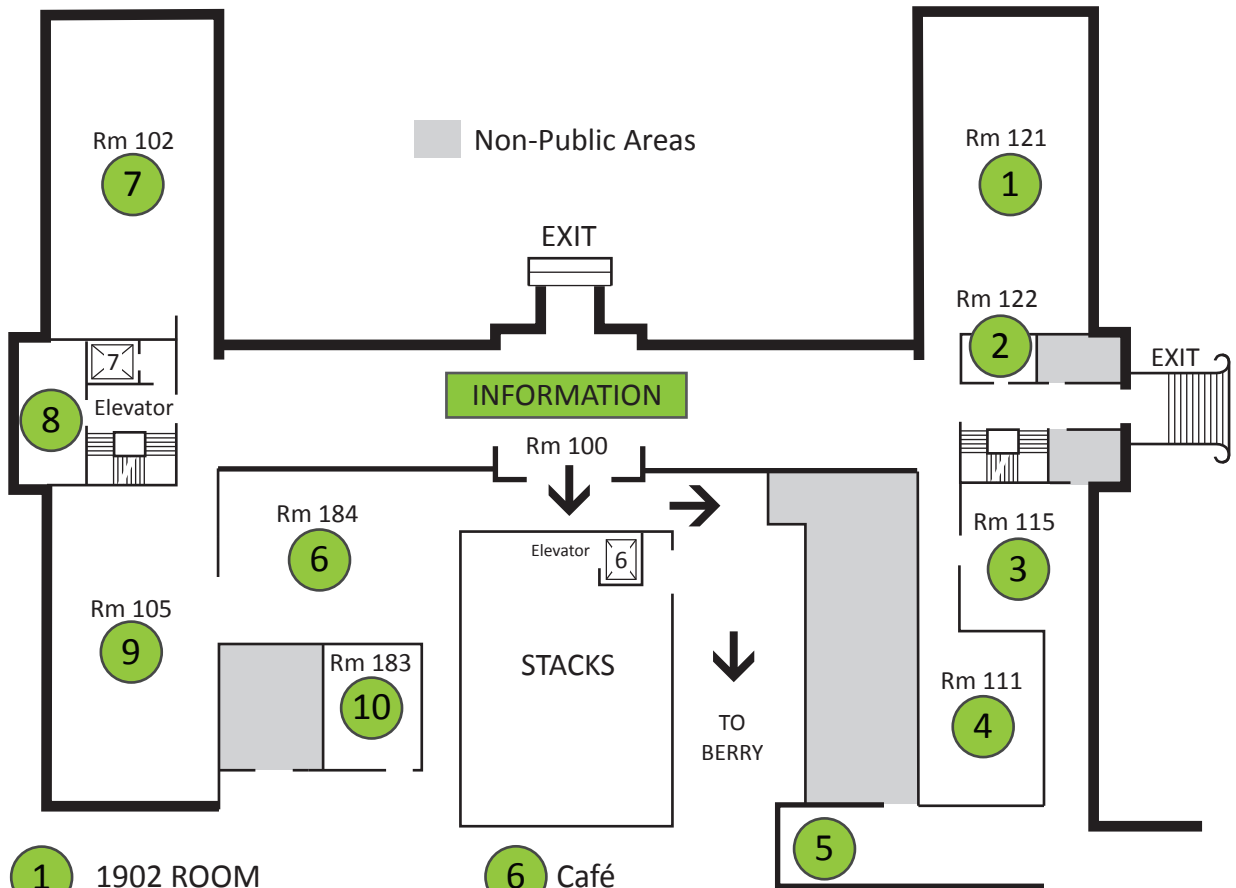 Rm 102
7
Non-Public Areas
Rm 121
1
EXIT
Rm 122
2
EXIT
7
Elevator
8
INFORMATION
Rm 100
Rm 184
6
Elevator
6
Rm 115
3
Rm 105
9
STACKS
Rm 183
10
TO
BERRY
Rm 111
4
5
1 1902 ROOM
6 Café